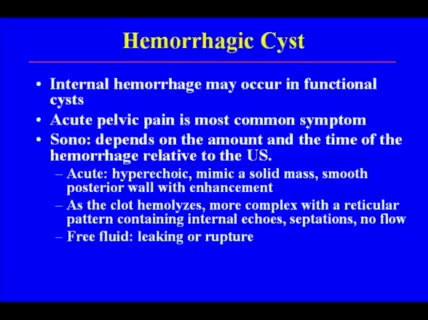 Hemorrhagic Cyst
• Internal hemorrhage may occur in functional
cysts
• Acute pelvic pain is most common symptom
• Sono: depends on the amount and the time of the
hemorrhage relative to the US.
– Acute: hyperechoic, mimic a solid mass, smooth
posterior wall with enhancement
– As the clot hemolyzes, more complex with a reticular
pattern containing internal echoes, septations, no flow
– Free fluid: leaking or rupture